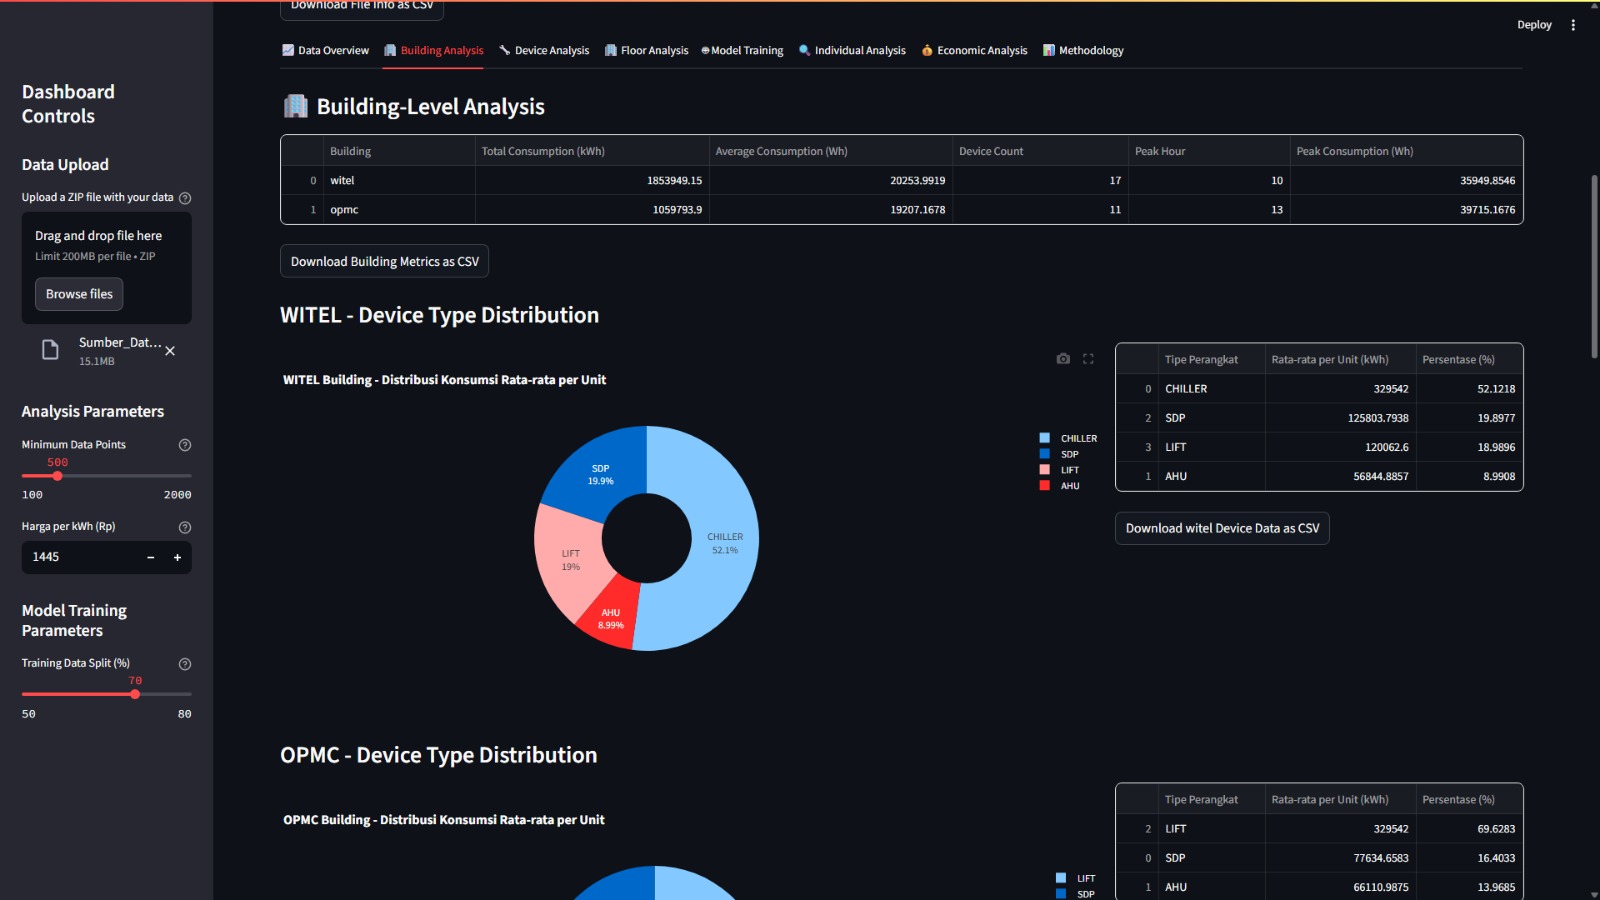 Download File Info as CSV
Deploy
Data Overview
Building Analysis
Device Analysis
Floor Analysis
Model Training
Individual Analysis
Economic Analysis
Methodology
Dashboard
Controls
Data Upload
Upload a ZIP file with your data
Drag and drop file here
Limit 200MB per file • ZIP
Browse files
Sumber_Dat...
15.1MB
Analysis Parameters
Minimum Data Points
500
100 2000
Harga per kWh (Rp)
1445
Model Training
Parameters
Training Data Split (%)
70
50 80
Building-Level Analysis
Building Total Consumption (kWh) Average Consumption (Wh) Device Count Peak Hour Peak Consumption (Wh)
0 witel 1853949.15 20253.9919 17 10 35949.8546
1 opmc 1059793.9 19207.1678 11 13 39715.1676
Download Building Metrics as CSV
WITEL - Device Type Distribution
WITEL Building - Distribusi Konsumsi Rata-rata per Unit
SDP
19.9%
CHILLER
52.1%
LIFT
19%
AHU
8.99%
CHILLER
SDP
LIFT
AHU
Tipe Perangkat Rata-rata per Unit (kWh) Persentase (%)
0 CHILLER 329542 52.1218
2 SDP 125803.7938 19.8977
3 LIFT 120062.6 18.9896
1 AHU 56844.8857 8.9908
Download witel Device Data as CSV
OPMC - Device Type Distribution
OPMC Building - Distribusi Konsumsi Rata-rata per Unit
LIFT
SDP
Tipe Perangkat Rata-rata per Unit (kWh) Persentase (%)
2 LIFT 329542 69.6283
0 SDP 77634.6583 16.4033
1 AHU 66110.9875 13.9685